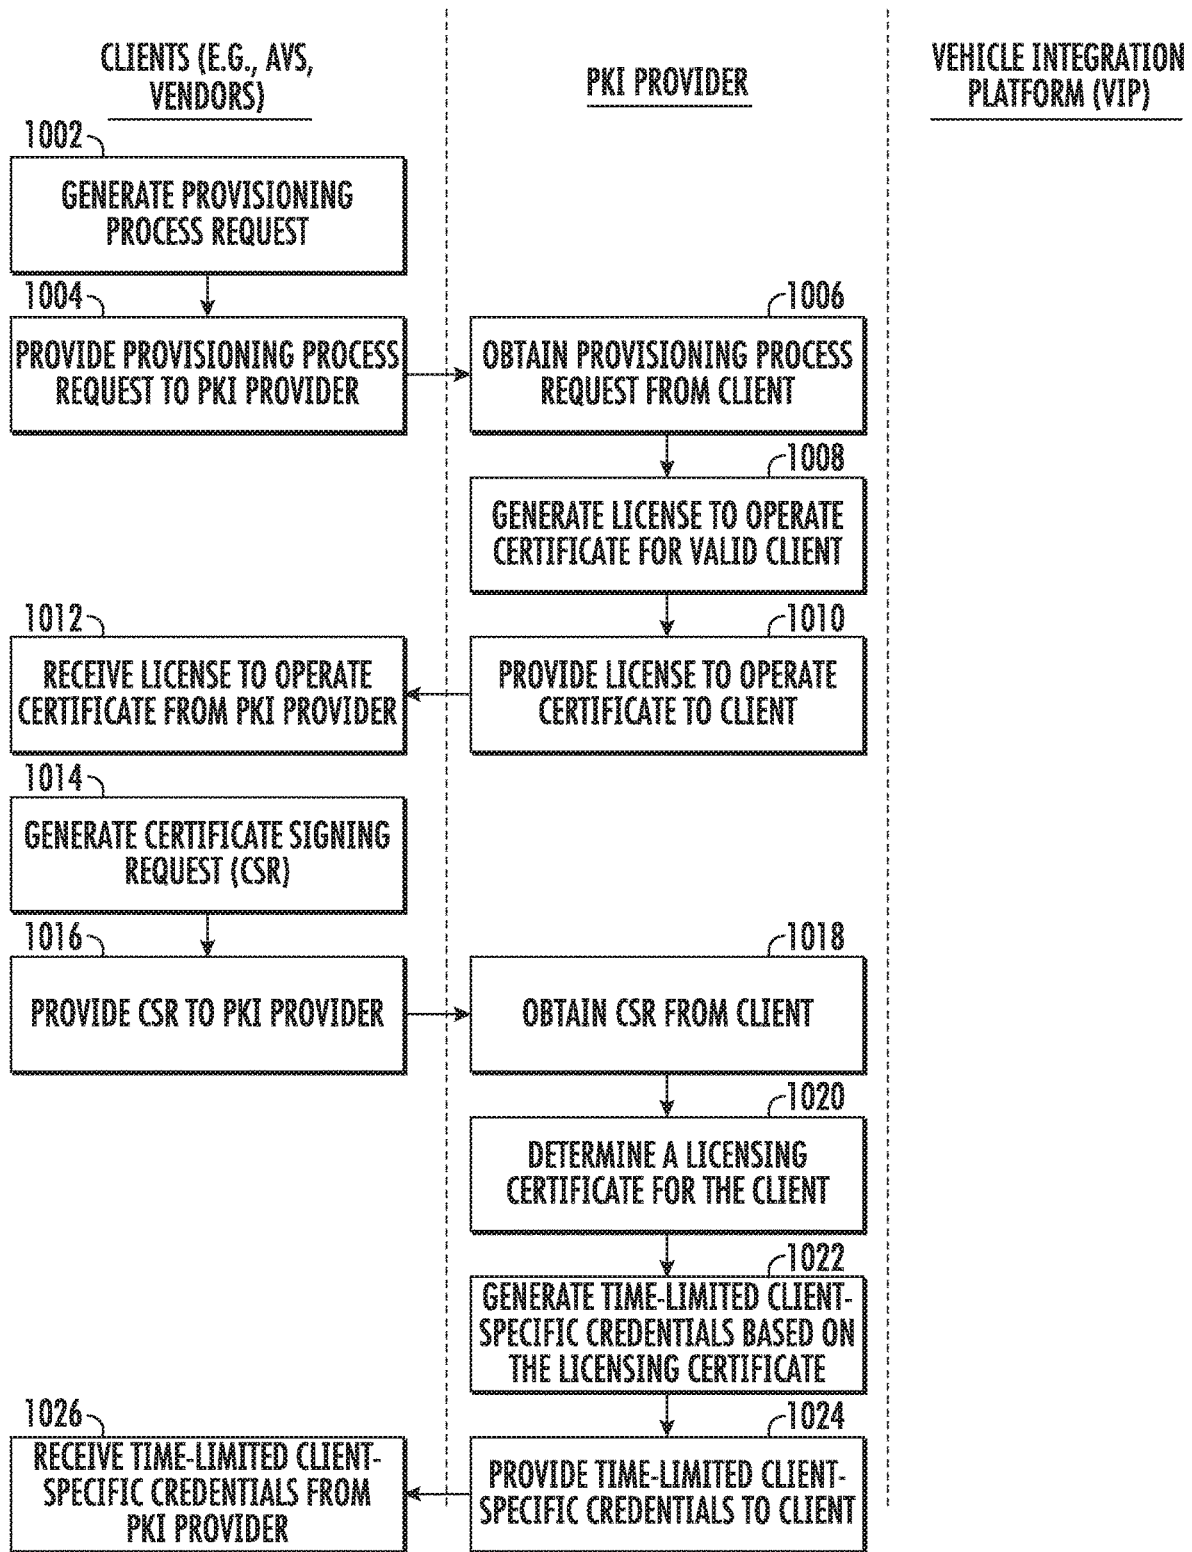 CLIENTS (E.G., AVS,
VENDORS)
PKI PROVIDER
VEHICLE INTEGRATION
PLATFORM (VIP)
1002
GENERATE PROVISIONING
PROCESS REQUEST
1004
PROVIDE PROVISIONING PROCESS
REQUEST TO PKI PROVIDER
1006
OBTAIN PROVISIONING PROCESS
REQUEST FROM CLIENT
1008
GENERATE LICENSE TO OPERATE
CERTIFICATE FOR VALID CLIENT
1010
PROVIDE LICENSE TO OPERATE
CERTIFICATE TO CLIENT
1012
RECEIVE LICENSE TO OPERATE
CERTIFICATE FROM PKI PROVIDER
1014
GENERATE CERTIFICATE SIGNING
REQUEST (CSR)
1016
PROVIDE CSR TO PKI PROVIDER
1018
OBTAIN CSR FROM CLIENT
1020
DETERMINE A LICENSING
CERTIFICATE FOR THE CLIENT
1022
GENERATE TIME-LIMITED CLIENT-
SPECIFIC CREDENTIALS BASED ON
THE LICENSING CERTIFICATE
1024
PROVIDE TIME-LIMITED CLIENT-
SPECIFIC CREDENTIALS TO CLIENT
1026
RECEIVE TIME-LIMITED CLIENT-
SPECIFIC CREDENTIALS FROM
PKI PROVIDER